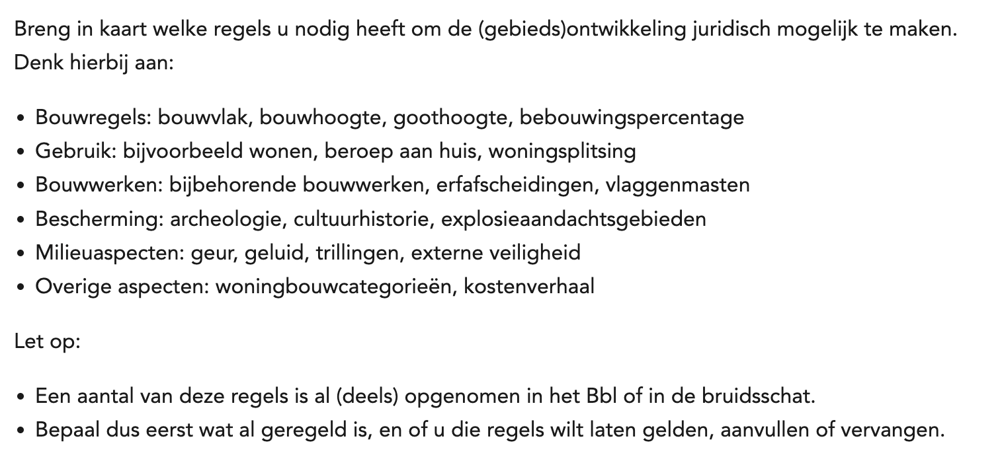 Breng in kaart welke regels u nodig heeft om de (gebieds)ontwikkeling juridisch mogelijk te maken.
Denk hierbij aan:
• Bouwregels: bouwvlak, bouwhoogte, goothoogte, bebouwingspercentage
• Gebruik: bijvoorbeeld wonen, beroep aan huis, woningsplitsing
• Bouwwerken: bijbehorende bouwwerken, erfafscheidingen, vlaggenmasten
• Bescherming: archeologie, cultuurhistorie, explosieaandachtsgebieden
• Milieuaspecten: geur, geluid, trillingen, externe veiligheid
• Overige aspecten: woningbouwcategorieën, kostenverhaal
Let op:
• Een aantal van deze regels is al (deels) opgenomen in het Bbl of in de bruidsschat.
• Bepaal dus eerst wat al geregeld is, en of u die regels wilt laten gelden, aanvullen of vervangen.